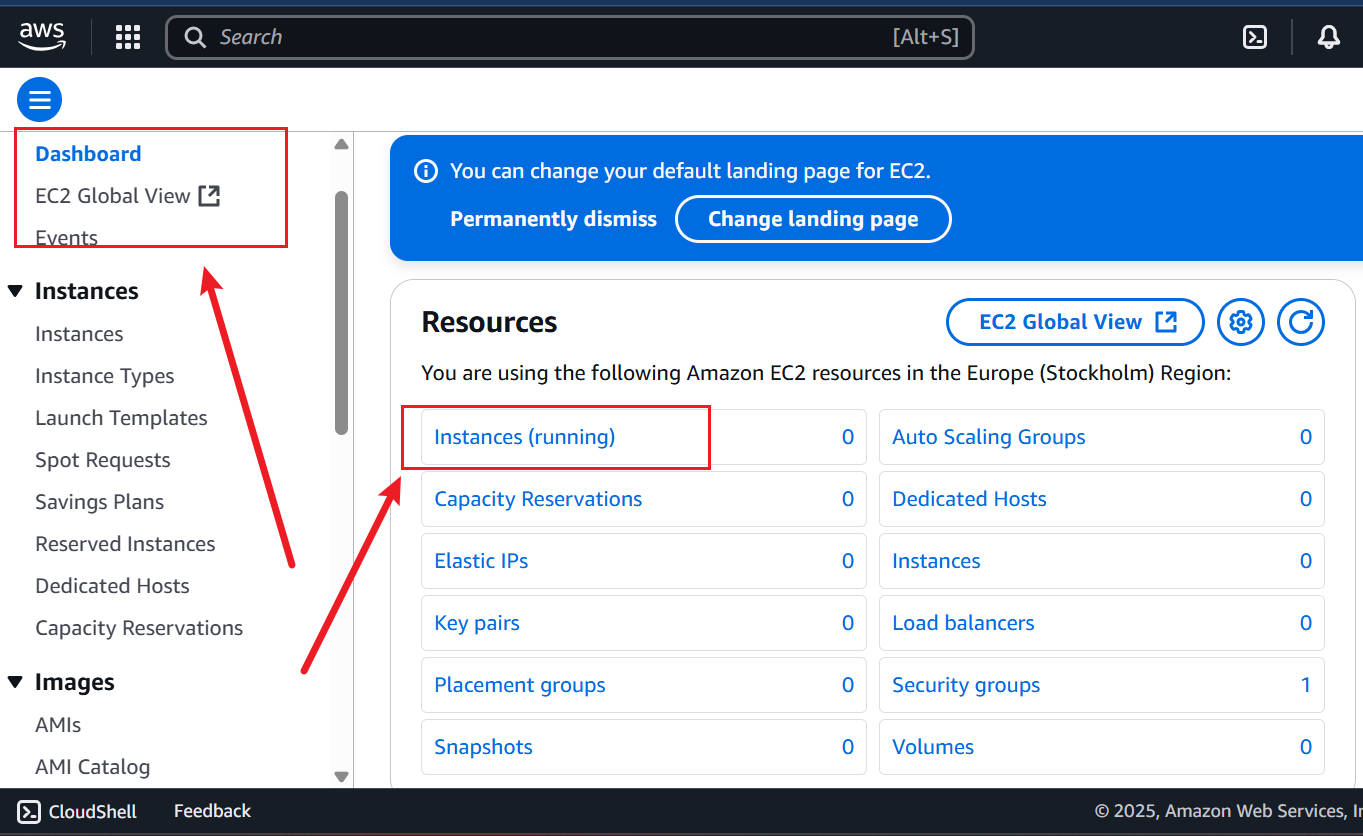 aws
Search [Alt+S]
Dashboard
EC2 Global View
Events
Instances
Instances
Instance Types
Launch Templates
Spot Requests
Savings Plans
Reserved Instances
Dedicated Hosts
Capacity Reservations
Images
AMIs
AMI Catalog
You can change your default landing page for EC2.
Permanently dismiss Change landing page
Resources
EC2 Global View
You are using the following Amazon EC2 resources in the Europe (Stockholm) Region:
Instances (running) 0
Auto Scaling Groups 0
Capacity Reservations 0
Dedicated Hosts 0
Elastic IPs 0
Instances 0
Key pairs 0
Load balancers 0
Placement groups 0
Security groups 1
Snapshots 0
Volumes 0
CloudShell Feedback
© 2025, Amazon Web Services,